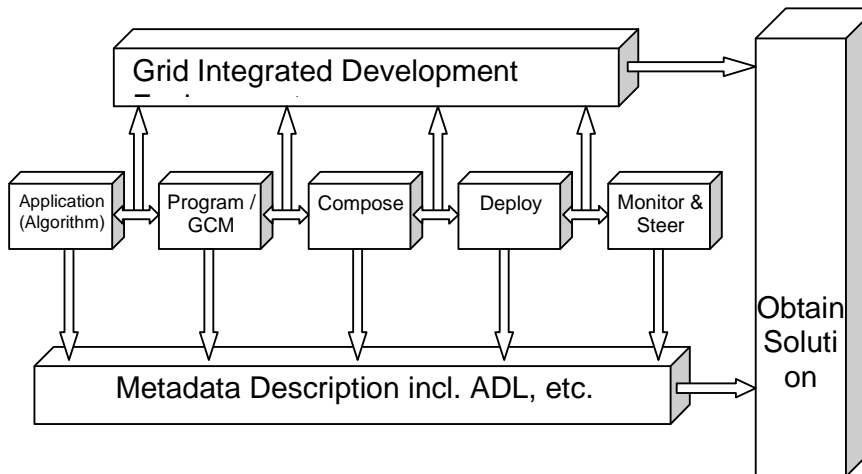 Grid Integrated Development
Application
(Algorithm)
Program /
GCM
Compose
Deploy
Monitor &
Steer
Metadata Description incl. ADL, etc.
Obtain
Soluti
on